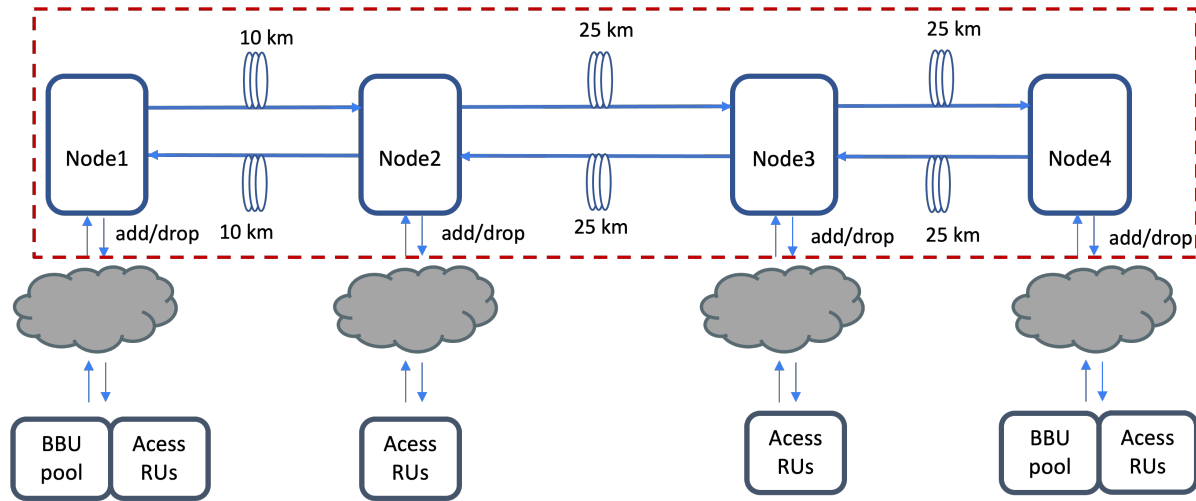 10 km
25 km
25 km
Node1
Node2
Node3
Node4
10 km
25 km
25 km
add/drop
add/drop
add/drop
add/drop
BBU
pool
Acess
RUs
Acess
RUs
Acess
RUs
BBU
pool
Acess
RUs